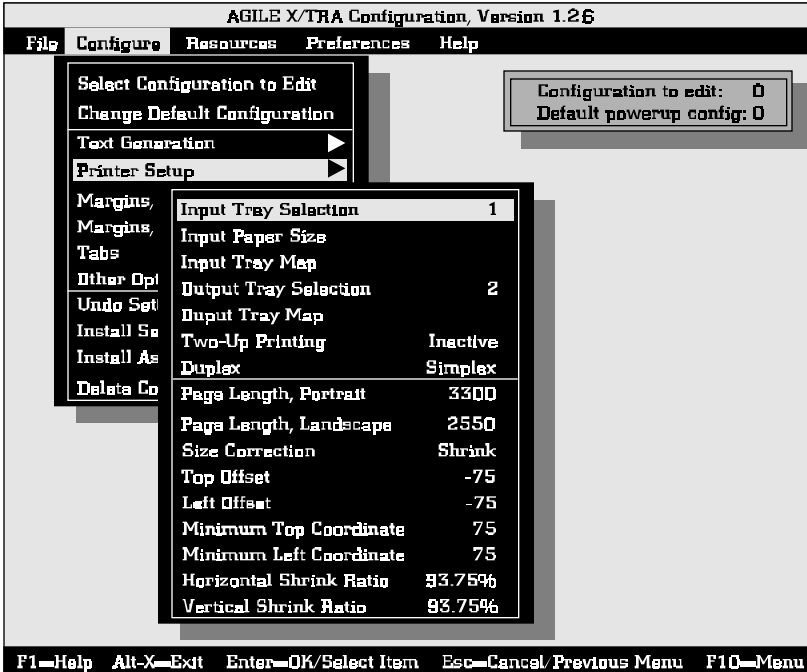 AGILE X/TRA Configuration, Version 1.26
File Configure Resources Preferences Help
Configuration to edit: 0
Default powerup config: 0
Select Configuration to Edit
Change Default Configuration
Text Generation
Printer Setup
Margins,
Margins,
Tabs
Other Opt
Undo Set
Install Se
Install As
Delete Co
Input Tray Selection 1
Input Paper Size
Input Tray Map
Output Tray Selection 2
Ouput Tray Map
Two-Up Printing Inactive
Duplex Simplex
Page Length, Portrait 3300
Page Length, Landscape 2550
Size Correction Shrink
Top Offset -75
Left Offset -75
Minimum Top Coordinate 75
Minimum Left Coordinate 75
Horizontal Shrink Ratio 93.75%
Vertical Shrink Ratio 93.75%
F1=Help Alt-X=Exit Enter=OK/Select Item Esc=Cancel/Previous Menu F10=Menu